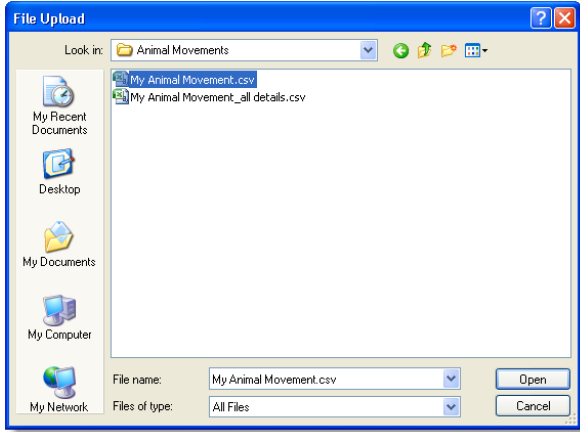 File Upload
Look in: Animal Movements
My Animal Movement.csv
My Animal Movement_all details.csv
My Recent
Documents
Desktop
My Documents
My Computer
My Network
File name: My Animal Movement.csv Open
Files of type: All Files Cancel